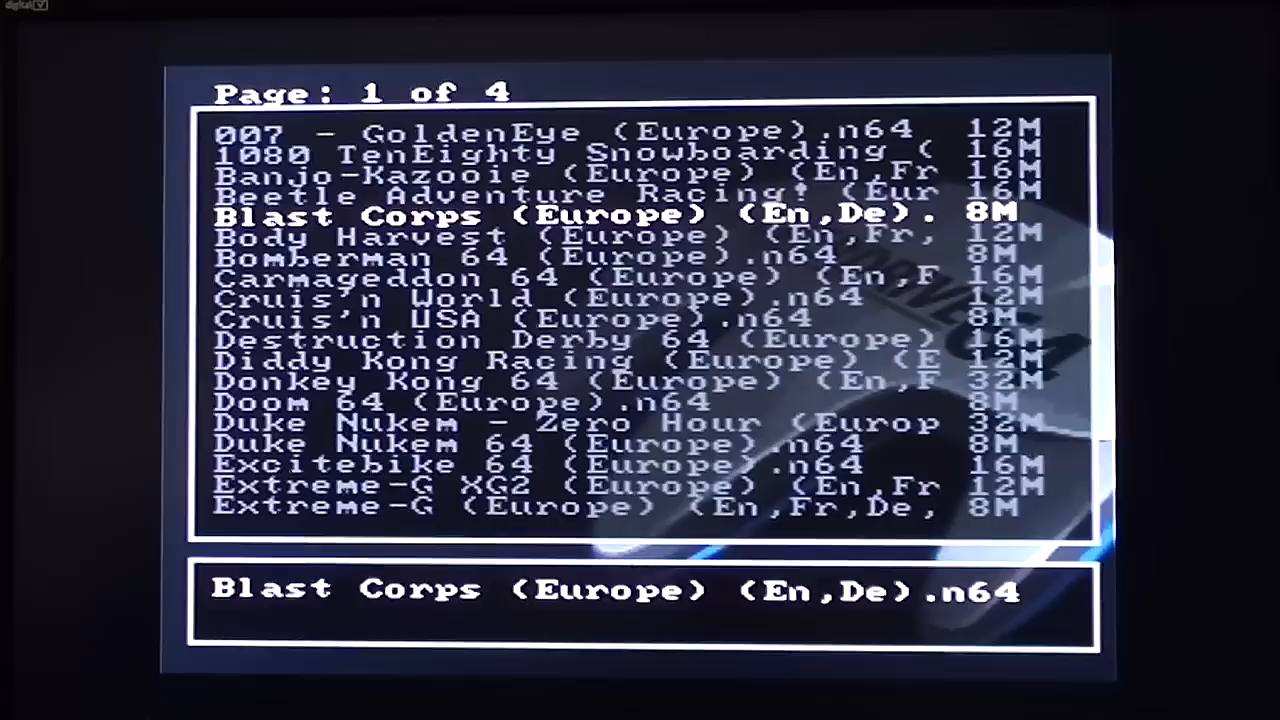 digital
Page: 1 of 4
007 - GoldenEye (Europe).n64 12M
1080 TenEighty Snowboarding ( 16M
Banjo-Kazooie (Europe) (En,Fr 16M
Beetle Adventure Racing! (Eur 16M
Blast Corps (Europe) (En,De). 8M
Body Harvest (Europe) (En,Fr, 12M
Bomberman 64 (Europe).n64 8M
Carmageddon 64 (Europe) (En,F 16M
Cruis'n World (Europe).n64 12M
Cruis'n USA (Europe).n64 8M
Destruction Derby 64 (Europe) 16M
Diddy Kong Racing (Europe) (E 12M
Donkey Kong 64 (Europe) (En,F 32M
Doom 64 (Europe).n64 8M
Duke Nukem - Zero Hour (Europ 32M
Duke Nukem 64 (Europe).n64 8M
Excitebike 64 (Europe).n64 16M
Extreme-G XG2 (Europe) (En,Fr 12M
Extreme-G (Europe) (En,Fr,De, 8M
Blast Corps (Europe) (En,De).n64